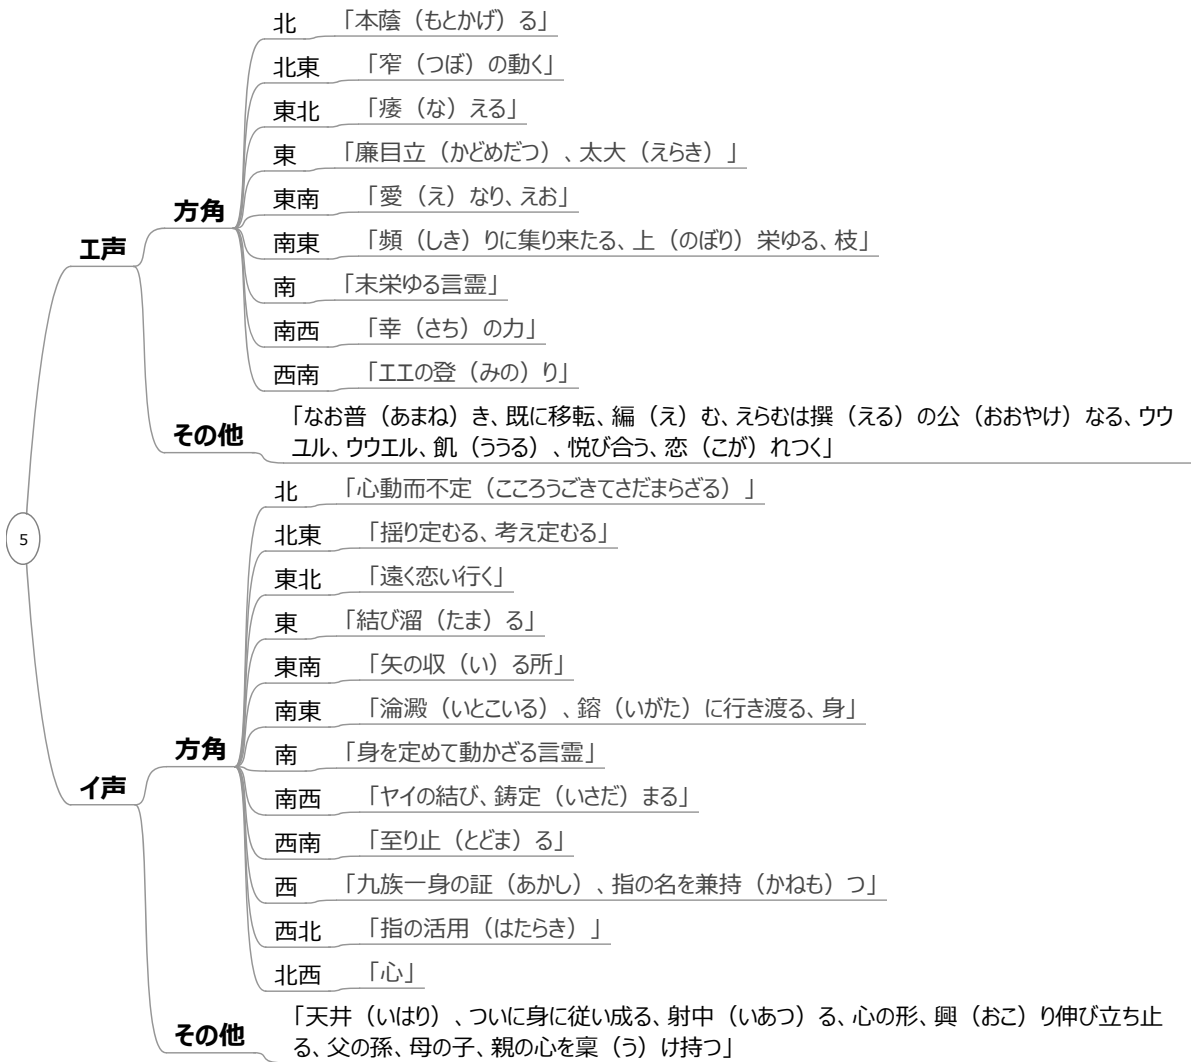 5
エ声
方角
北 「本蔭（もとかげ）る」
北東 「窄（つぼ）の動く」
東北 「痿（な）える」
東 「廉目立（かどめだつ）、太大（えらき）」
東南 「愛（え）なり、えお」
南東 「頻（しき）りに集り来たる、上（のぼり）栄ゆる、枝」
南 「末栄ゆる言霊」
南西 「幸（さち）の力」
西南 「エエの登（みの）り」
その他
「なお普（あまね）き、既に移転、編（え）む、えらむは撰（える）の公（おおやけ）なる、ウウ
ユル、ウウエル、飢（ううる）、悦び合う、恋（こが）れつく」
イ声
方角
北 「心動而不定（こころうごきてさだまらざる）」
北東 「揺り定むる、考え定むる」
東北 「遠く恋い行く」
東 「結び溜（たま）る」
東南 「矢の収（い）る所」
南東 「淪澱（いとこいる）、鎔（いがた）に行き渡る、身」
南 「身を定めて動かざる言霊」
南西 「ヤイの結び、鋳定（いさだ）まる」
西南 「至り止（とどま）る」
西 「九族一身の証（あかし）、指の名を兼持（かねも）つ」
西北 「指の活用（はたらき）」
北西 「心」
その他
「天井（いはり）、ついに身に従い成る、射中（いあつ）る、心の形、興（おこ）り伸び立ち止
る、父の孫、母の子、親の心を稟（う）け持つ」